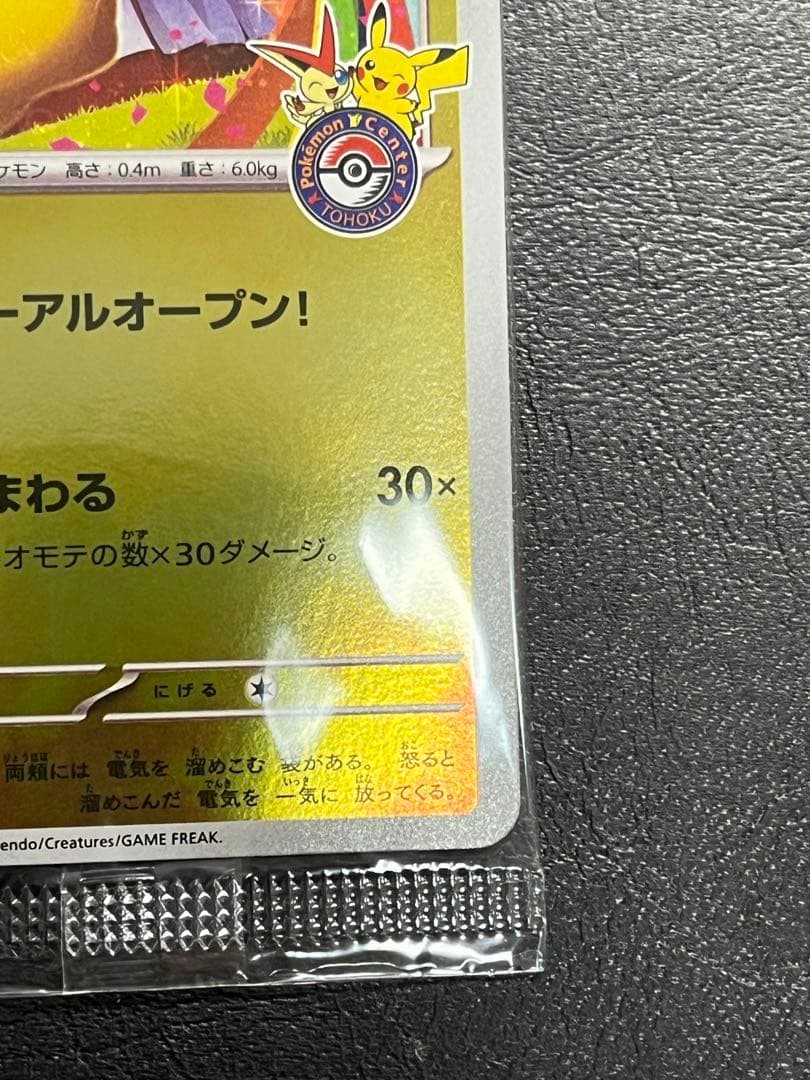 Pokémon Center
TOHOKU
ケモン 高さ:0.4m 重さ:6.0kg
ーアルオープン!
まわる 30×
オモテの数×30ダメージ。
にげる
両頬には 電気を 溜めこむ 袋がある。 怒ると
溜めこんだ 電気を 一気に 放ってくる。
endo/Creatures/GAME FREAK.